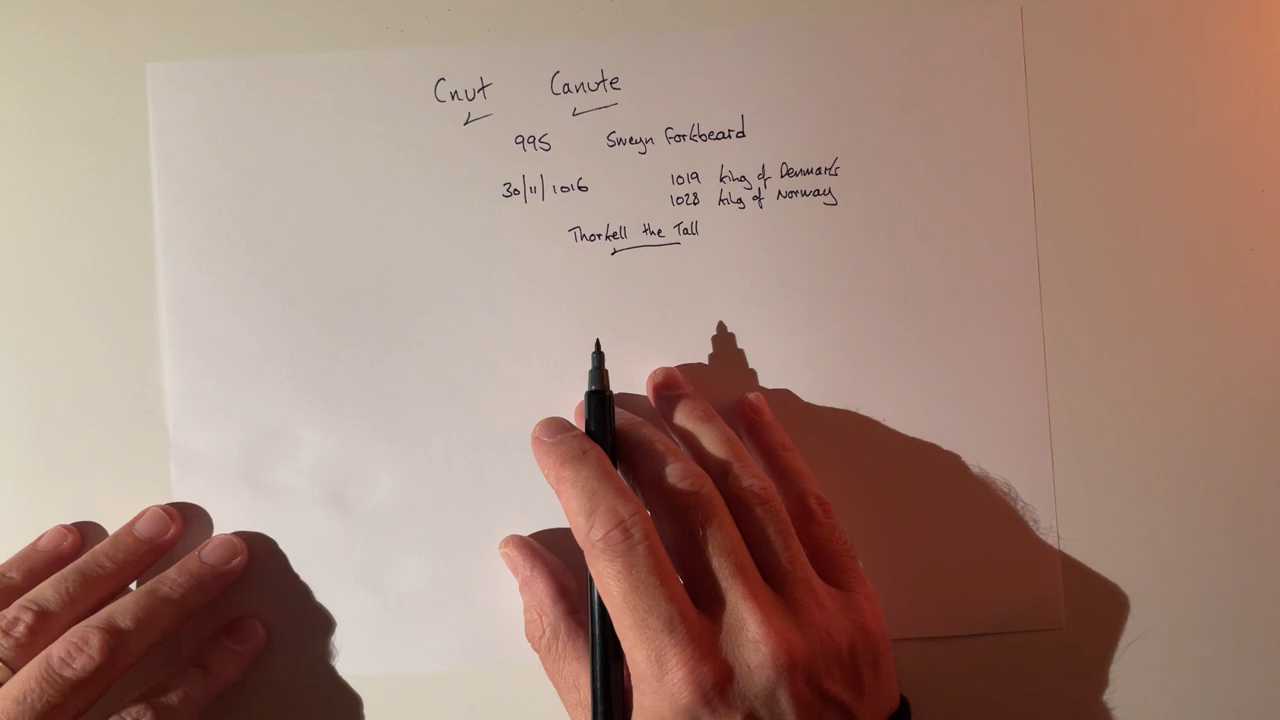 Cnut Canute
995 Sweyn Forkbeard
30/11/1016 1019 king of Denmark
1028 king of Norway
Thorkell the Tall